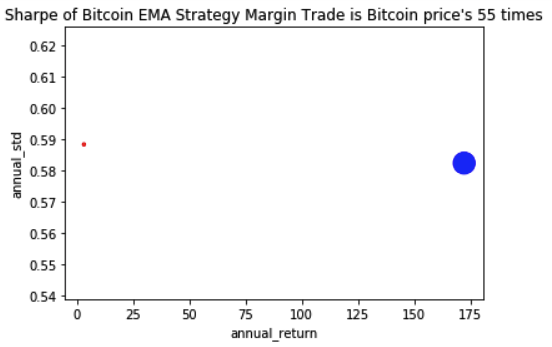 Sharpe of Bitcoin EMA Strategy Margin Trade is Bitcoin price's 55 times
0.62
0.61
0.60
0.59
0.58
0.57
0.56
0.55
0.54
annual_std
0 25 50 75 100 125 150 175
annual_return